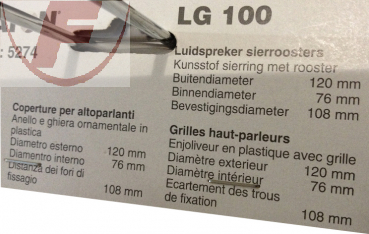 LG 100
: 5274
Luidspreker sierroosters
Kunstof sierring met rooster
Buitendiameter 120 mm
Binnendiameter 76 mm
Bevestigingsdiameter 108 mm
Coperture per altoparlanti
Anello e ghiera ornamentale in
plastica
Diametro esterno 120 mm
Diamentro interno 76 mm
Distanza dei fori di
fissagio 108 mm
Grilles haut-parleurs
Enjoliveur en plastique avec grille
Diamètre exterieur 120 mm
Diamètre intérieur 76 mm
Ecartement des trous
de fixation 108 mm